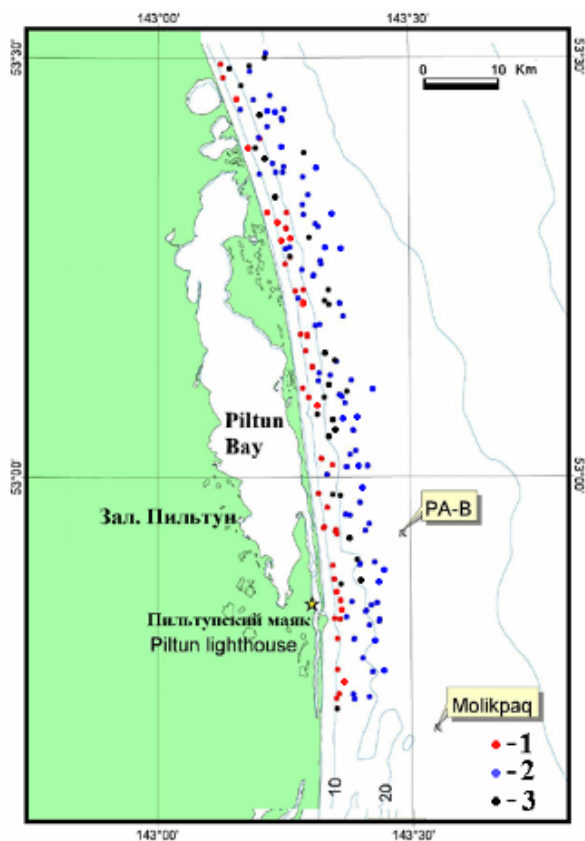 143°00'
143°30'
53°30'
53°30'
0
10
Km
Piltun
Bay
53°00'
53°00'
Зал. Пильтун
PA-B
Пильтунский маяк
Piltun lighthouse
Molikpaq
-1
-2
-3
10
20
143°00'
143°30'